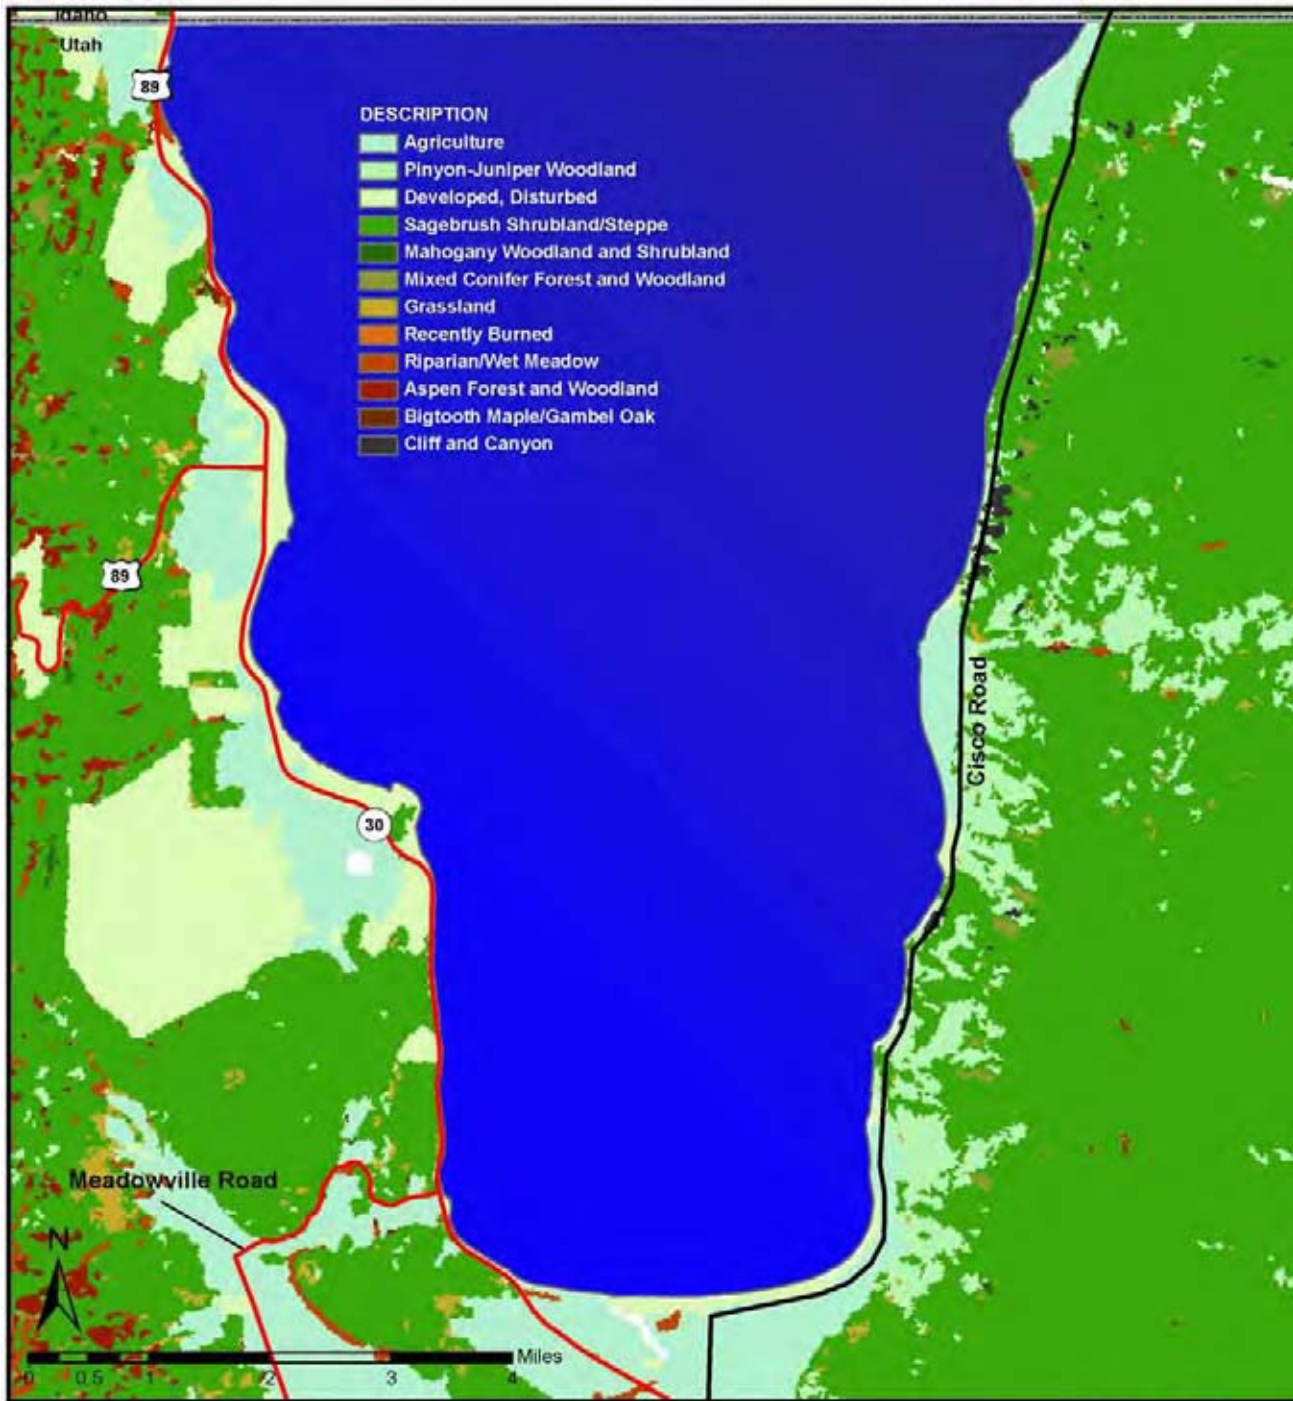 Idaho
Utah
89
DESCRIPTION
Agriculture
Pinyon-Juniper Woodland
Developed, Disturbed
Sagebrush Shrubland/Steppe
Mahogany Woodland and Shrubland
Mixed Conifer Forest and Woodland
Grassland
Recently Burned
Riparian/Wet Meadow
Aspen Forest and Woodland
Bigtooth Maple/Gambel Oak
Cliff and Canyon
89
Cisco Road
30
Meadowville Road
N
Miles
0 0.5 1 2 3 4